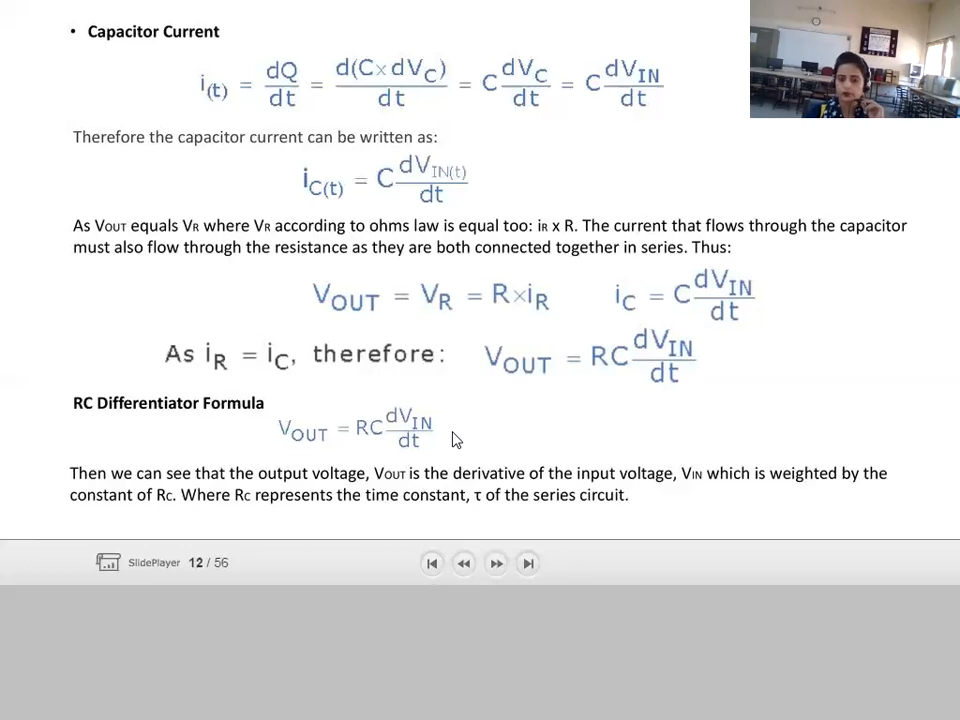 • Capacitor Current
i(t) = dQ/dt = d(C×dVC)/dt = C dVC/dt = C dVIN/dt
Therefore the capacitor current can be written as:
iC(t) = C dVIN(t)/dt
As VOUT equals VR where VR according to ohms law is equal too: iR x R. The current that flows through the capacitor
must also flow through the resistance as they are both connected together in series. Thus:
VOUT = VR = R×iR iC = C dVIN/dt
As iR = iC, therefore: VOUT = RC dVIN/dt
RC Differentiator Formula
VOUT = RC dVIN/dt
Then we can see that the output voltage, VOUT is the derivative of the input voltage, VIN which is weighted by the
constant of RC. Where RC represents the time constant, τ of the series circuit.
SlidePlayer 12 / 56